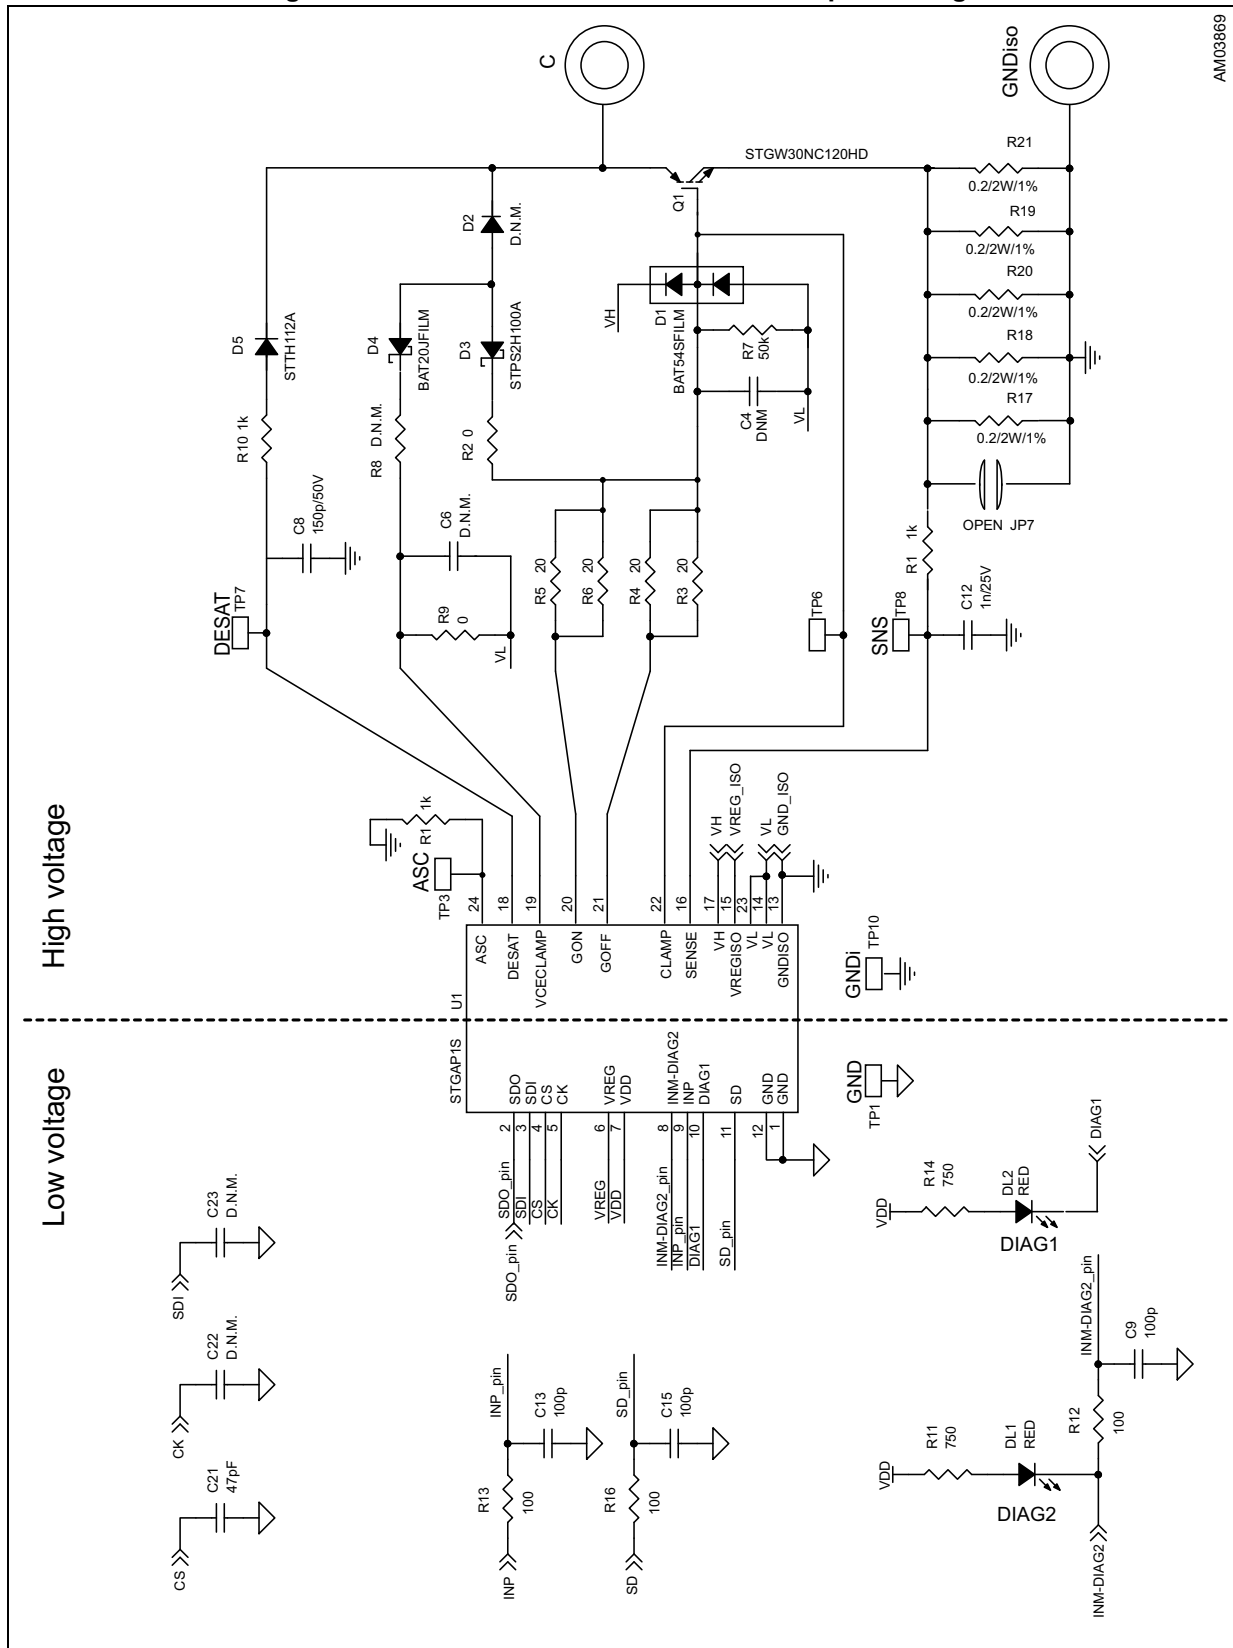 AM03869
High voltage
Low voltage
C
GNDiso
D5
STTH112A
R10 1k
C8
150p/50V
DESAT
TP7
D2
D.N.M.
D4
BAT20JFILM
R8 D.N.M.
C6
D.N.M.
R9
0
VL
D3
STPS2H100A
R2 0
R5 20
R6 20
R4 20
R3 20
Q1
STGW30NC120HD
VH
D1
BAT54SFILM
R7
50k
C4
DNM
VL
TP6
R21
0.2/2W/1%
R19
0.2/2W/1%
R20
0.2/2W/1%
R18
0.2/2W/1%
R17
0.2/2W/1%
OPEN JP7
R1 1k
SNS
TP8
C12
1n/25V
R1 1k
ASC
TP3
24
18
19
20
21
22
16
17
15
23
14
13
VH
VREG_ISO
VL
GND_ISO
ASC
DESAT
VCECLAMP
GON
GOFF
CLAMP
SENSE
VH
VREGISO
VL
VL
GNDISO
U1
STGAP1S
SDO
SDI
CS
CK
VREG
VDD
INM-DIAG2
INP
DIAG1
SD
GND
GND
2
3
4
5
6
7
8
9
10
11
12
1
SDO_pin
SDO_pin
SDI
CS
CK
VREG
VDD
INM-DIAG2_pin
INP_pin
DIAG1
SD_pin
GNDi
TP10
GND
TP1
SDI
C23
D.N.M.
CK
C22
D.N.M.
CS
C21
47pF
INP
R13
100
INP_pin
C13
100p
SD
R16
100
SD_pin
C15
100p
VDD
R14
750
DL2
RED
DIAG1
DIAG1
VDD
R11
750
DL1
RED
DIAG2
INM-DIAG2
R12
100
INM-DIAG2_pin
C9
100p